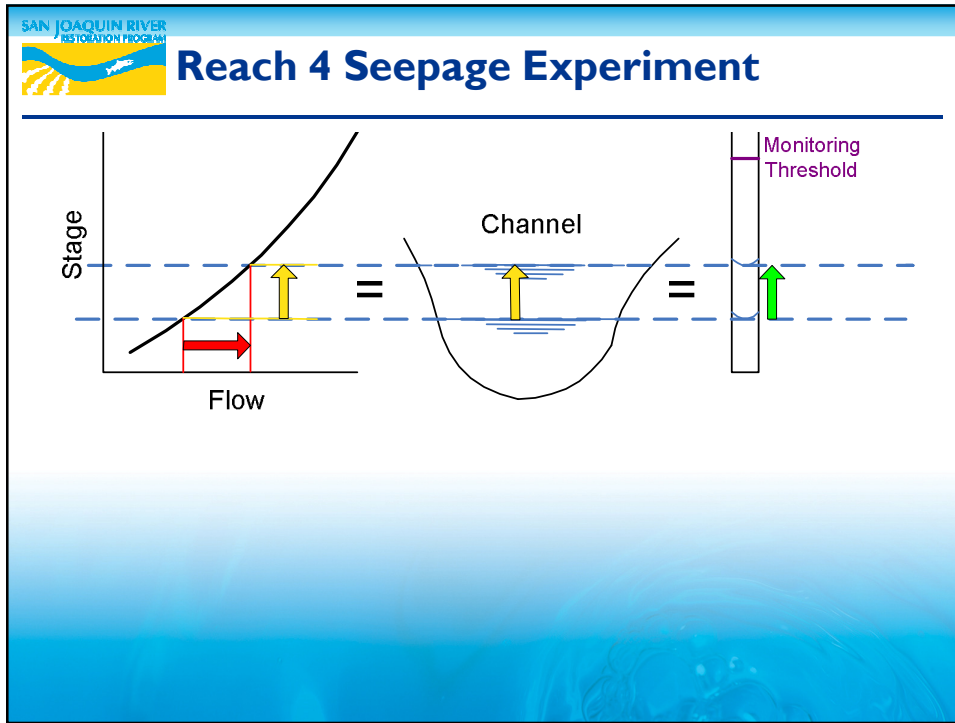 SAN JOAQUIN RIVER
RESTORATION PROGRAM
Reach 4 Seepage Experiment
Monitoring
Threshold
Channel
Stage
=
=
Flow